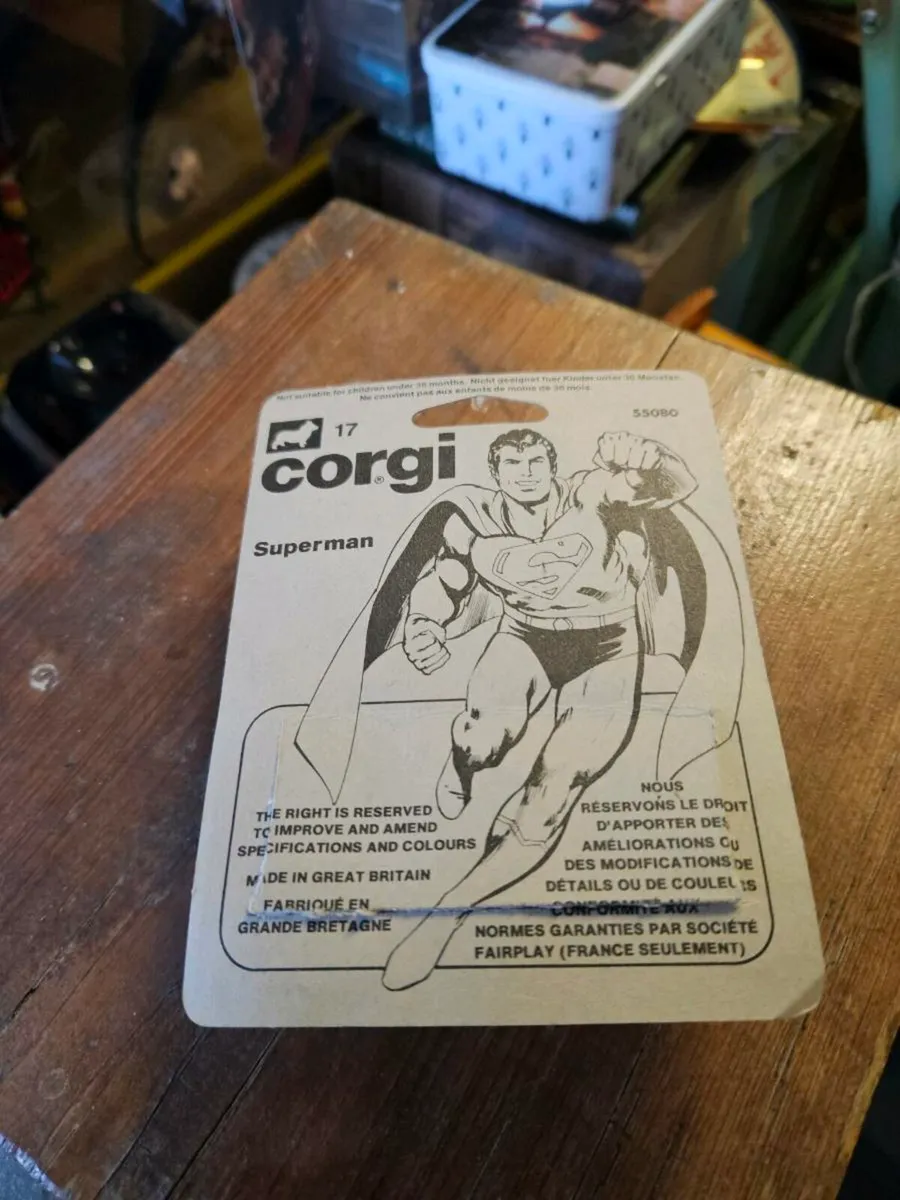 Not suitable for children under 36 months. Nicht geeignet fuer Kinder unter 36 Monaten.
Ne convient pas aux enfants de moins de 36 mois.
55080
17
corgi®
Superman
THE RIGHT IS RESERVED
TO IMPROVE AND AMEND
SPECIFICATIONS AND COLOURS
MADE IN GREAT BRITAIN
FABRIQUÉ EN
GRANDE BRETAGNE
NOUS
RÉSERVONS LE DROIT
D'APPORTER DES
AMÉLIORATIONS OU
DES MODIFICATIONS DE
DÉTAILS OU DE COULEURS
CONFORMITÉ AUX
NORMES GARANTIES PAR SOCIÉTÉ
FAIRPLAY (FRANCE SEULEMENT)